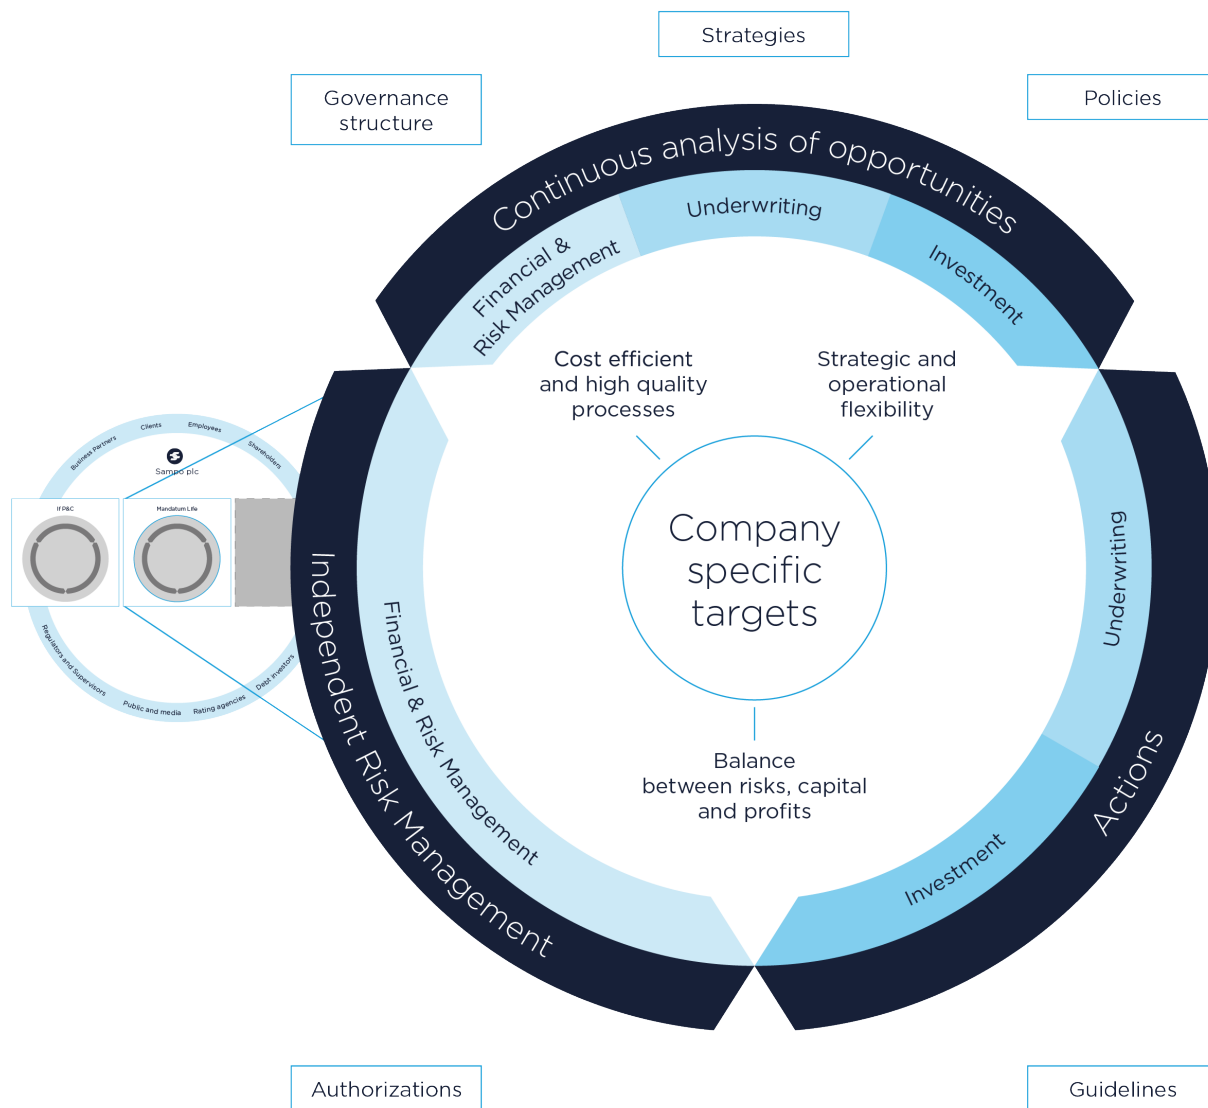 Strategies
Governance
structure
Policies
Continuous analysis of opportunities
Financial &
Risk Management
Underwriting
Investment
Cost efficient
and high quality
processes
Strategic and
operational
flexibility
Company
specific
targets
Balance
between risks, capital
and profits
Independent Risk Management
Financial & Risk Management
Underwriting
Investment
Actions
Business Partners
Clients
Employees
Shareholders
Sampo plc
If P&C
Mandatum Life
Regulators and Supervisors
Public and media
Rating agencies
Debt investors
Authorizations
Guidelines